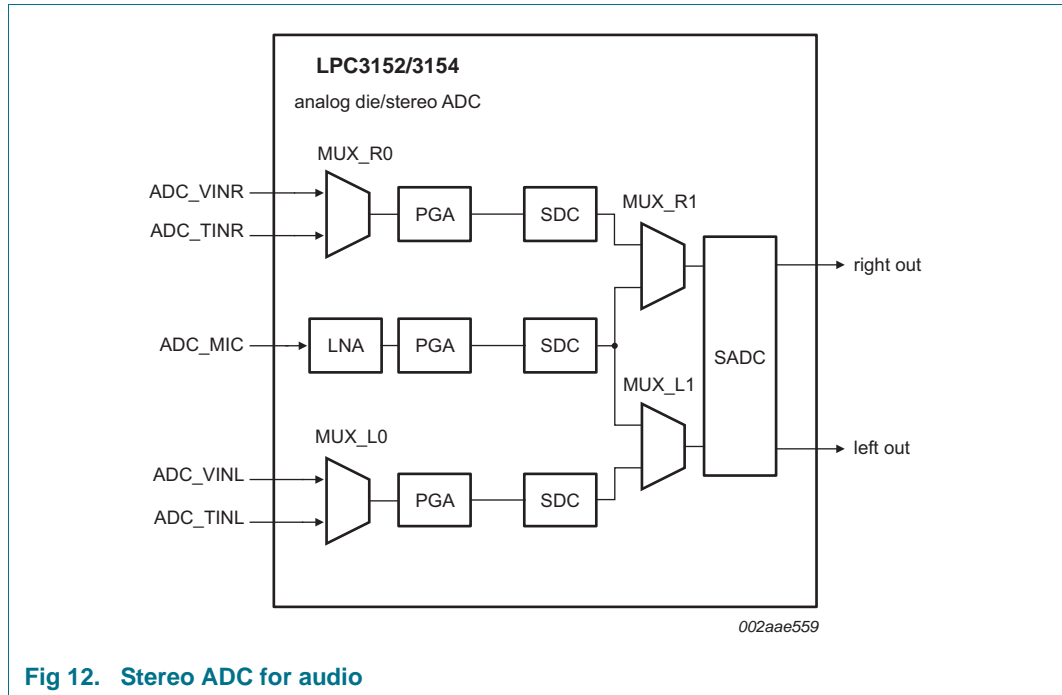 LPC3152/3154
analog die/stereo ADC
MUX_R0
ADC_VINR
ADC_TINR
PGA
SDC
MUX_R1
right out
ADC_MIC
LNA
PGA
SDC
SADC
MUX_L1
MUX_L0
left out
ADC_VINL
ADC_TINL
PGA
SDC
002aae559
Fig 12. Stereo ADC for audio